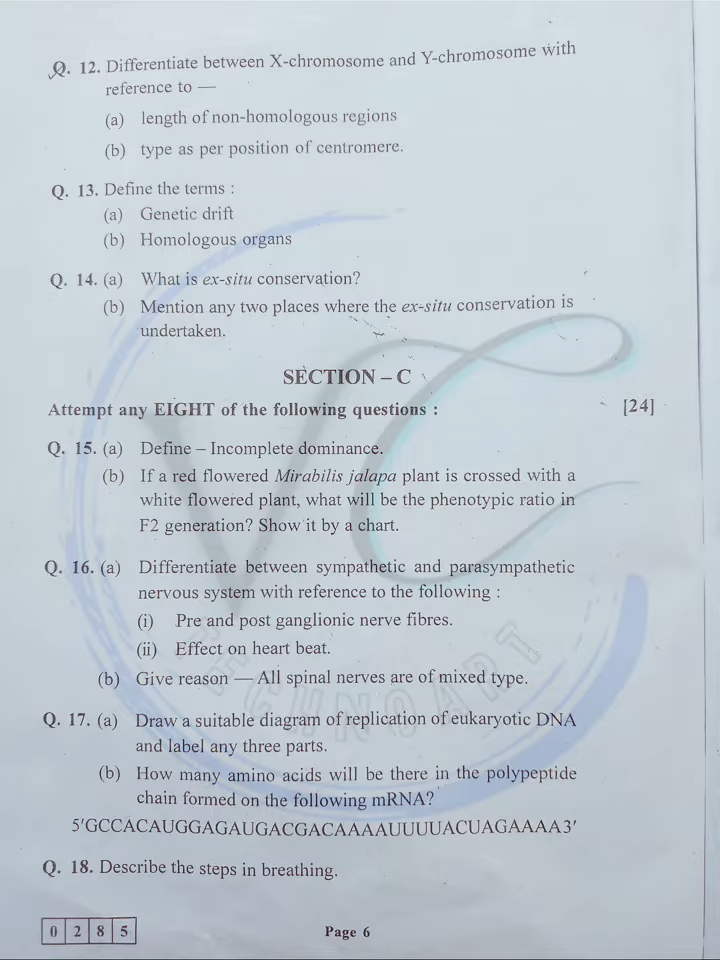 Q. 12. Differentiate between X-chromosome and Y-chromosome with
reference to —
(a) length of non-homologous regions
(b) type as per position of centromere.
Q. 13. Define the terms :
(a) Genetic drift
(b) Homologous organs
Q. 14. (a) What is ex-situ conservation?
(b) Mention any two places where the ex-situ conservation is
undertaken.
SECTION – C
Attempt any EIGHT of the following questions : [24]
Q. 15. (a) Define – Incomplete dominance.
(b) If a red flowered Mirabilis jalapa plant is crossed with a
white flowered plant, what will be the phenotypic ratio in
F2 generation? Show it by a chart.
Q. 16. (a) Differentiate between sympathetic and parasympathetic
nervous system with reference to the following :
(i) Pre and post ganglionic nerve fibres.
(ii) Effect on heart beat.
(b) Give reason — All spinal nerves are of mixed type.
Q. 17. (a) Draw a suitable diagram of replication of eukaryotic DNA
and label any three parts.
(b) How many amino acids will be there in the polypeptide
chain formed on the following mRNA?
5′GCCACAUGGAGAUGACGACAAAAUUUUACUAGAAAA3′
Q. 18. Describe the steps in breathing.
0 2 8 5 Page 6
VC
TECHNOART